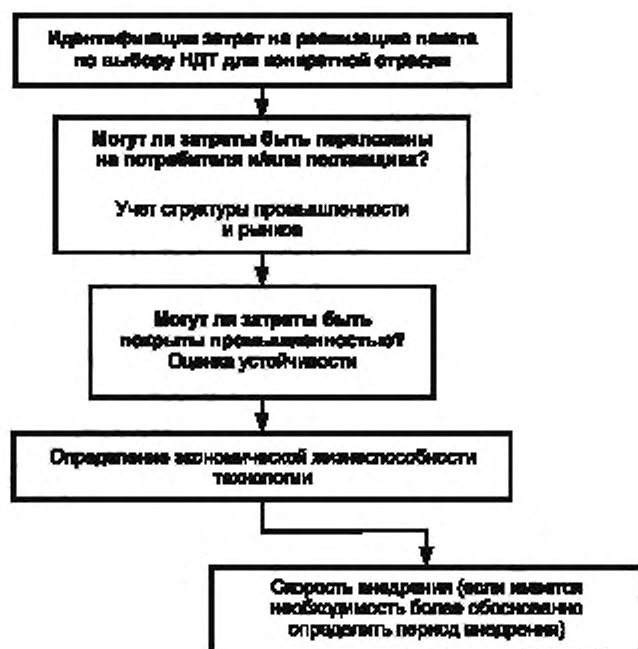 Идентификация затрат на реализацию пакета
по выбору НДТ для конкретной отрасли
Могут ли затраты быть переложены
на потребителя и/или поставщика?
Учет структуры промышленности
и рынков
Могут ли затраты быть
покрыты промышленностью?
Оценка устойчивости
Определение экономической жизнеспособности
технологии
Скорость внедрения (если имеется
необходимость более обоснованно
определить период внедрения)